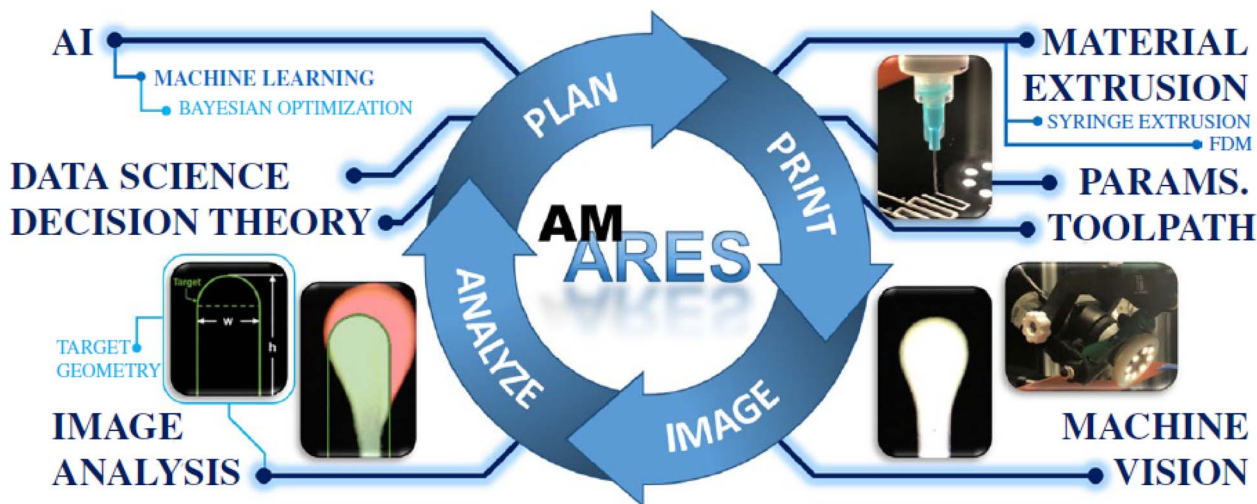 AI
MACHINE LEARNING
BAYESIAN OPTIMIZATION
DATA SCIENCE
DECISION THEORY
PLAN
PRINT
IMAGE
ANALYZE
AM
ARES
MATERIAL
EXTRUSION
SYRINGE EXTRUSION
FDM
PARAMS.
TOOLPATH
Target
w
h
TARGET
GEOMETRY
IMAGE
ANALYSIS
MACHINE
VISION